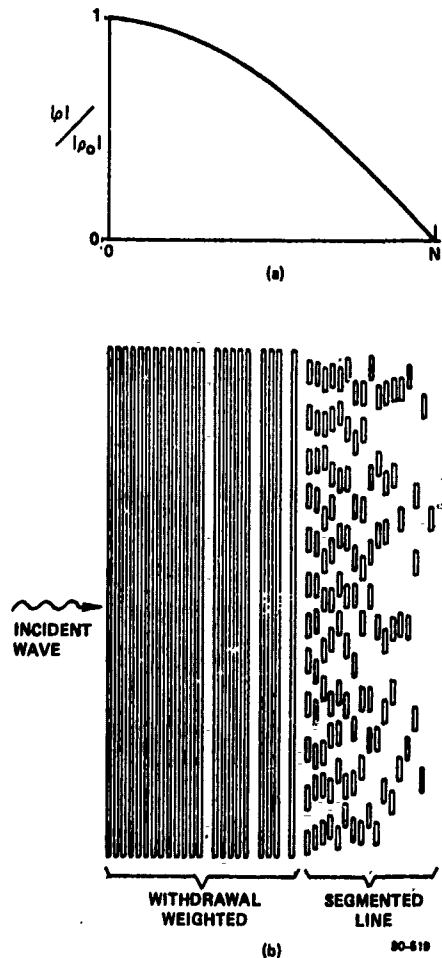 1
|ρ|
/
|ρ₀|
0
0
N
(a)
INCIDENT
WAVE
WITHDRAWAL
WEIGHTED
SEGMENTED
LINE
(b)
80-619